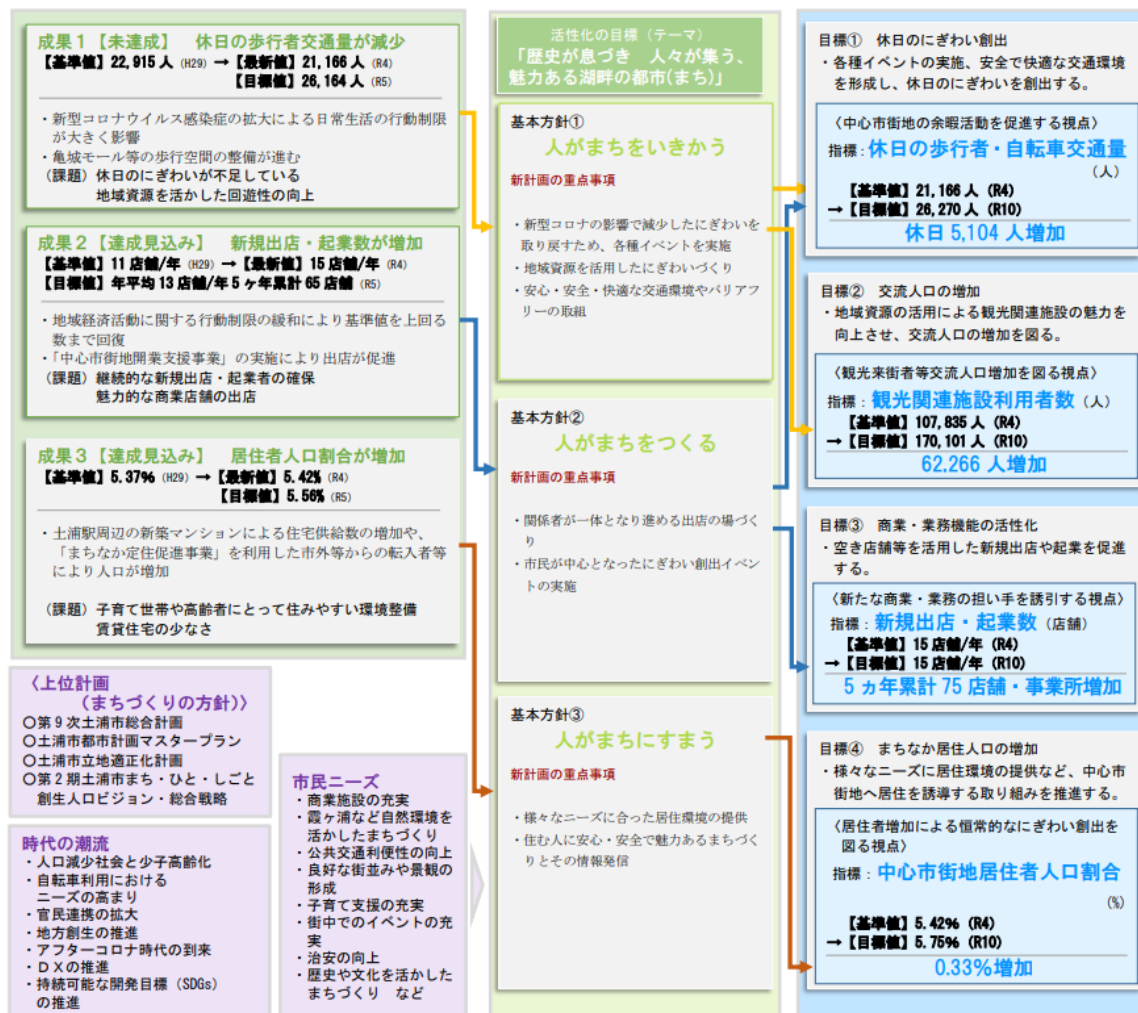 成果1【未達成】 休日の歩行者交通量が減少
【基準値】22,915人 (H29) → 【最新値】21,166人 (R4)
【目標値】26,164人 (R5)
・新型コロナウイルス感染症の拡大による日常生活の行動制限
が大きく影響
・亀城モール等の歩行空間の整備が進む
(課題) 休日のにぎわいが不足している
地域資源を活かした回遊性の向上
成果2【達成見込み】 新規出店・起業数が増加
【基準値】11店舗/年 (H29) → 【最新値】15店舗/年 (R4)
【目標値】年平均13店舗/年5ヶ年累計65店舗 (R5)
・地域経済活動に関する行動制限の緩和により基準値を上回る
数まで回復
・「中心市街地開業支援事業」の実施により出店が促進
(課題) 継続的な新規出店・起業者の確保
魅力的な商業店舗の出店
成果3【達成見込み】 居住者人口割合が増加
【基準値】5.37% (H29) → 【最新値】5.42% (R4)
【目標値】5.56% (R5)
・土浦駅周辺の新築マンションによる住宅供給数の増加や、
「まちなか定住促進事業」を利用した市外等からの転入者等
により人口が増加
(課題) 子育て世帯や高齢者にとって住みやすい環境整備
賃貸住宅の少なさ
〈上位計画
(まちづくりの方針)〉
○第9次土浦市総合計画
○土浦市都市計画マスタープラン
○土浦市立地適正化計画
○第2期土浦市まち・ひと・しごと
創生人口ビジョン・総合戦略
時代の潮流
・人口減少社会と少子高齢化
・自転車利用における
ニーズの高まり
・官民連携の拡大
・地方創生の推進
・アフターコロナ時代の到来
・DXの推進
・持続可能な開発目標(SDGs)
の推進
市民ニーズ
・商業施設の充実
・霞ヶ浦など自然環境を
活かしたまちづくり
・公共交通利便性の向上
・良好な街並みや景観の
形成
・子育て支援の充実
・街中でのイベントの充
実
・治安の向上
・歴史や文化を活かした
まちづくり など
活性化の目標(テーマ)
「歴史が息づき 人々が集う、
魅力ある湖畔の都市(まち)」
基本方針①
人がまちをいきかう
新計画の重点事項
・新型コロナの影響で減少したにぎわいを
取り戻すため、各種イベントを実施
・地域資源を活用したにぎわいづくり
・安心・安全・快適な交通環境やバリアフ
リーの取組
基本方針②
人がまちをつくる
新計画の重点事項
・関係者が一体となり進める出店の場づく
り
・市民が中心となったにぎわい創出イベン
トの実施
基本方針③
人がまちにすまう
新計画の重点事項
・様々なニーズに合った居住環境の提供
・住む人に安心・安全で魅力あるまちづく
りとその情報発信
目標① 休日のにぎわい創出
・各種イベントの実施、安全で快適な交通環境
を形成し、休日のにぎわいを創出する。
〈中心市街地の余暇活動を促進する視点〉
指標:休日の歩行者・自転車交通量
(人)
【基準値】21,166人 (R4)
→【目標値】26,270人 (R10)
休日5,104人増加
目標② 交流人口の増加
・地域資源の活用による観光関連施設の魅力を
向上させ、交流人口の増加を図る。
〈観光来街者等交流人口増加を図る視点〉
指標:観光関連施設利用者数(人)
【基準値】107,835人 (R4)
→【目標値】170,101人 (R10)
62,266人増加
目標③ 商業・業務機能の活性化
・空き店舗等を活用した新規出店や起業を促進
する。
〈新たな商業・業務の担い手を誘引する視点〉
指標:新規出店・起業数(店舗)
【基準値】15店舗/年 (R4)
→【目標値】15店舗/年 (R10)
5ヵ年累計75店舗・事業所増加
目標④ まちなか居住人口の増加
・様々なニーズに居住環境の提供など、中心市
街地へ居住を誘導する取り組みを推進する。
〈居住者増加による恒常的なにぎわい創出を
図る視点〉
指標:中心市街地居住者人口割合
(%)
【基準値】5.42% (R4)
→【目標値】5.75% (R10)
0.33%増加